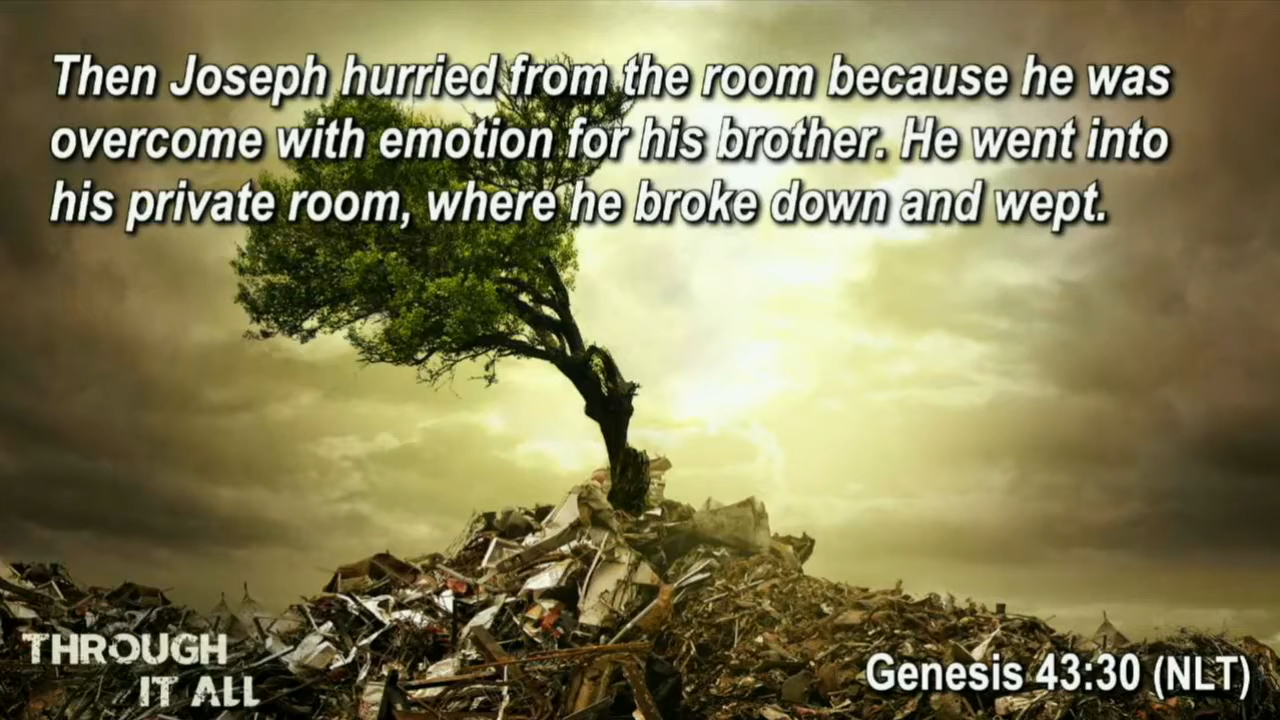 Then Joseph hurried from the room because he was
overcome with emotion for his brother. He went into
his private room, where he broke down and wept.
THROUGH
IT ALL
Genesis 43:30 (NLT)